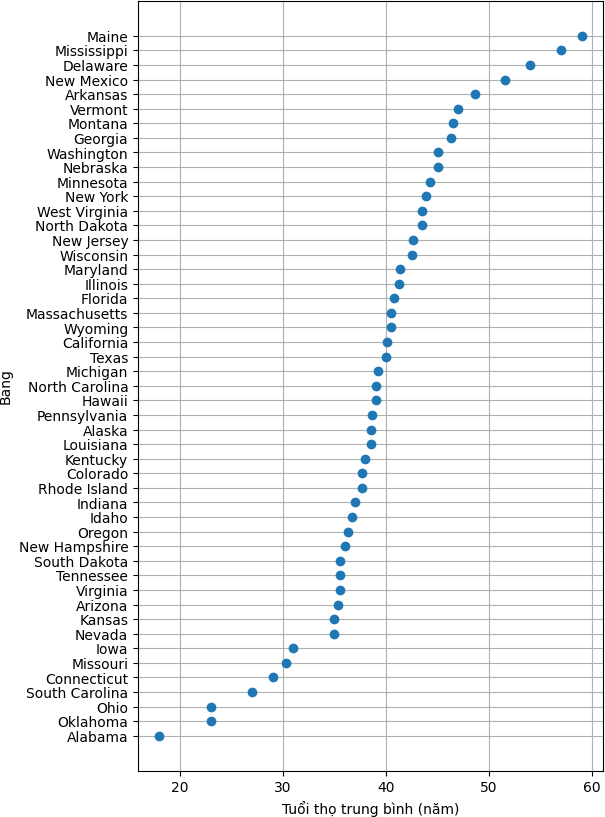 Maine
Mississippi
Delaware
New Mexico
Arkansas
Vermont
Montana
Georgia
Washington
Nebraska
Minnesota
New York
West Virginia
North Dakota
New Jersey
Wisconsin
Maryland
Illinois
Florida
Massachusetts
Wyoming
California
Texas
Michigan
North Carolina
Hawaii
Pennsylvania
Alaska
Louisiana
Kentucky
Colorado
Rhode Island
Indiana
Idaho
Oregon
New Hampshire
South Dakota
Tennessee
Virginia
Arizona
Kansas
Nevada
Iowa
Missouri
Connecticut
South Carolina
Ohio
Oklahoma
Alabama
Bang
20 30 40 50 60
Tuổi thọ trung bình (năm)